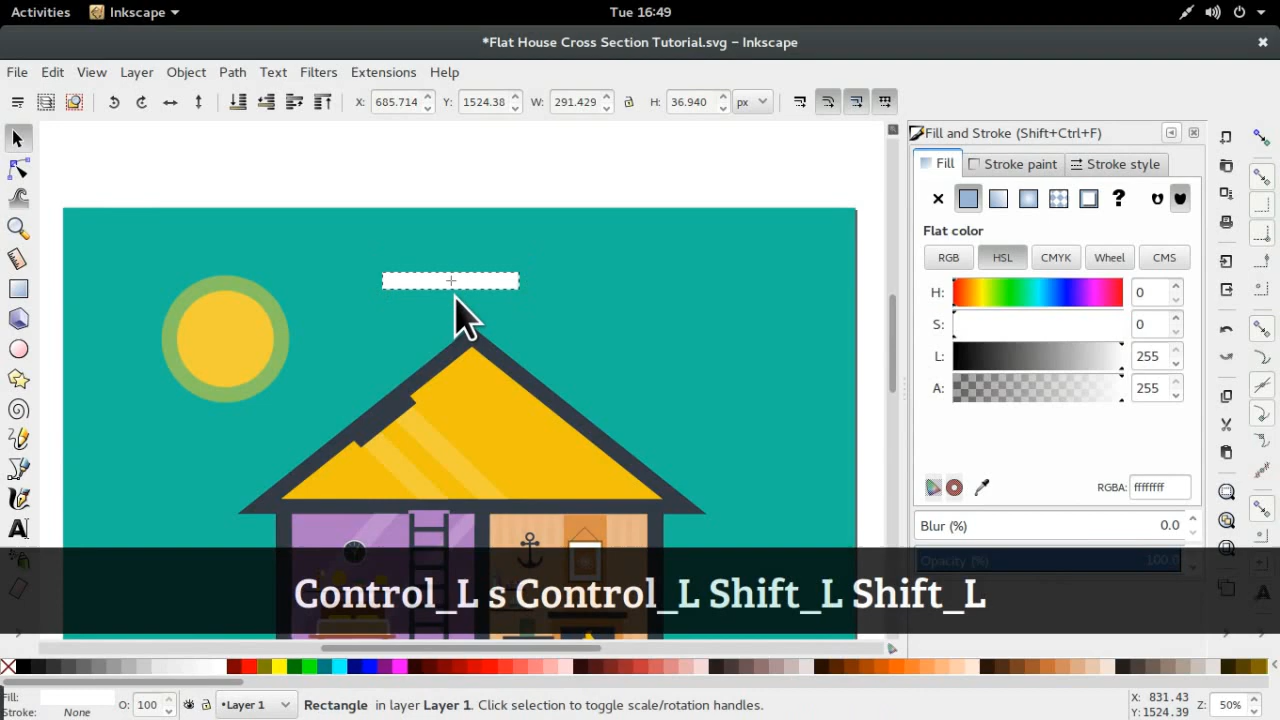 Activities Inkscape Tue 16:49
*Flat House Cross Section Tutorial.svg – Inkscape
File Edit View Layer Object Path Text Filters Extensions Help
X: 685.714 Y: 1524.38 W: 291.429 H: 36.940 px
Fill and Stroke (Shift+Ctrl+F)
Fill Stroke paint Stroke style
Flat color
RGB HSL CMYK Wheel CMS
H: 0
S: 0
L: 255
A: 255
RGBA: ffffffff
Blur (%) 0.0
Opacity (%) 100.0
Control_L s Control_L Shift_L Shift_L
Fill:
Stroke: None
O: 100
•Layer 1
Rectangle in layer Layer 1. Click selection to toggle scale/rotation handles.
X: 831.43
Y: 1524.39
Z: 50%